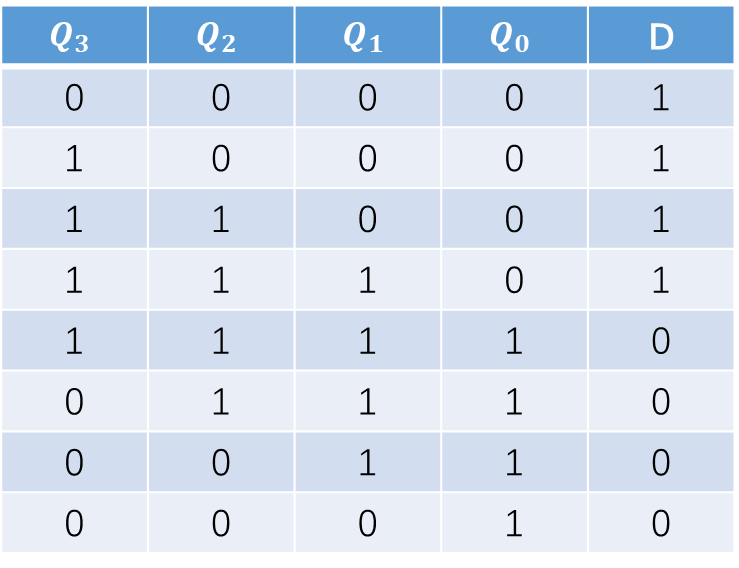 Q₃ Q₂ Q₁ Q₀ D
0 0 0 0 1
1 0 0 0 1
1 1 0 0 1
1 1 1 0 1
1 1 1 1 0
0 1 1 1 0
0 0 1 1 0
0 0 0 1 0